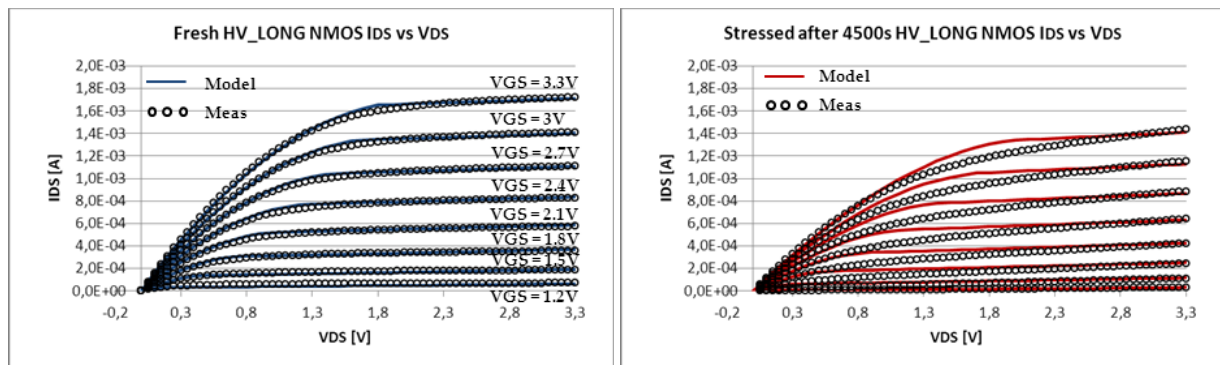 Fresh HV_LONG NMOS IDS vs VDS
2,0E-03
1,8E-03
1,6E-03
1,4E-03
1,2E-03
1,0E-03
8,0E-04
6,0E-04
4,0E-04
2,0E-04
0,0E+00
IDS [A]
Model
Meas
VGS = 3.3V
VGS = 3V
VGS = 2.7V
VGS = 2.4V
VGS = 2.1V
VGS = 1.8V
VGS = 1.5V
VGS = 1.2V
-0,2 0,3 0,8 1,3 1,8 2,3 2,8 3,3
VDS [V]
Stressed after 4500s HV_LONG NMOS IDS vs VDS
2,0E-03
1,8E-03
1,6E-03
1,4E-03
1,2E-03
1,0E-03
8,0E-04
6,0E-04
4,0E-04
2,0E-04
0,0E+00
IDS [A]
Model
Meas
-0,2 0,3 0,8 1,3 1,8 2,3 2,8 3,3
VDS [V]